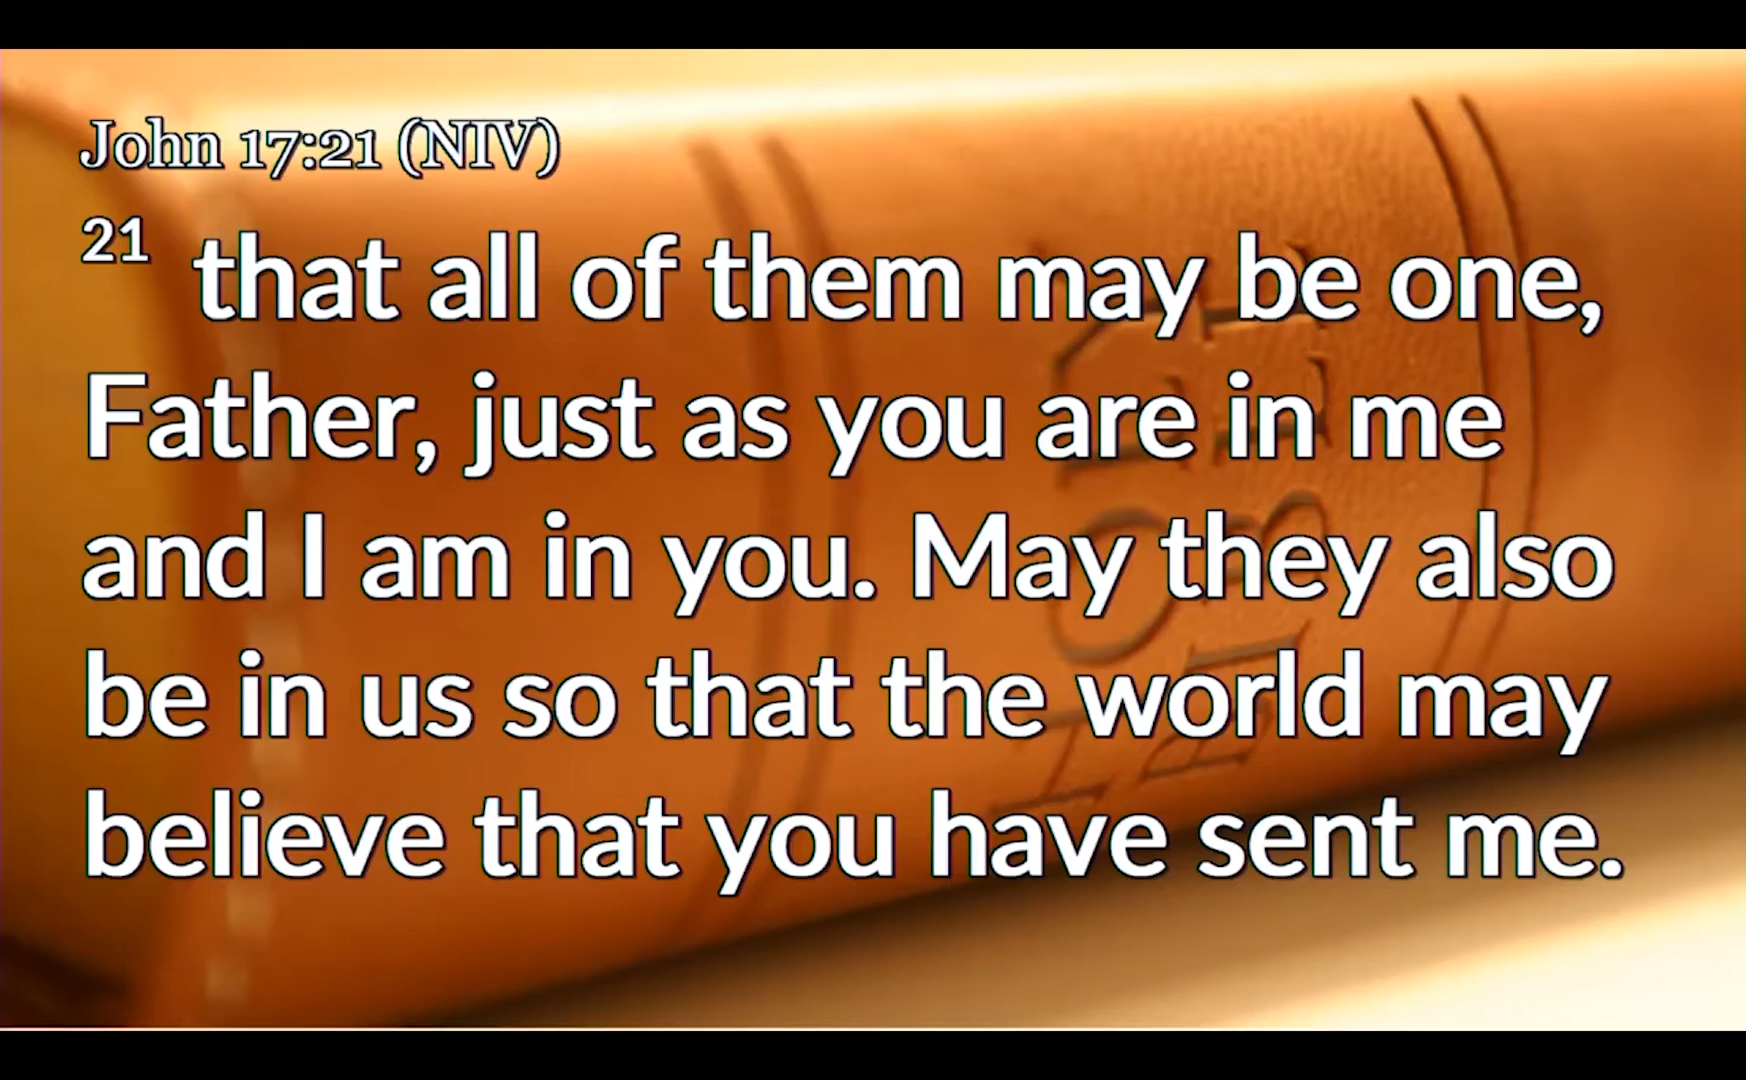 John 17:21 (NIV)
21 that all of them may be one,
Father, just as you are in me
and I am in you. May they also
be in us so that the world may
believe that you have sent me.
HOLY
BIBLE